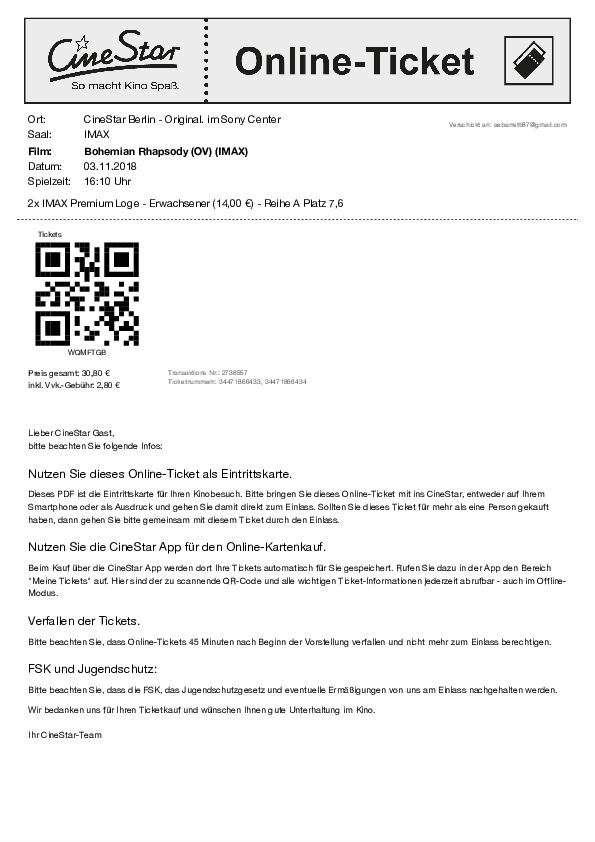 CineStar
So macht Kino Spaß.
Online-Ticket
Ort: CineStar Berlin - Original. im Sony Center
Verschickt an: aebarrett87@gmail.com
Saal: IMAX
Film: Bohemian Rhapsody (OV) (IMAX)
Datum: 03.11.2018
Spielzeit: 16:10 Uhr
2x IMAX Premium Loge - Erwachsener (14,00 €) - Reihe A Platz 7,6
Tickets
WQMFTGB
Preis gesamt: 30,80 €
inkl. Vvk.-Gebühr: 2,80 €
Transaktions Nr.: 2738557
Ticketnummern: 34471866433, 34471866434
Lieber CineStar Gast,
bitte beachten Sie folgende Infos:
Nutzen Sie dieses Online-Ticket als Eintrittskarte.
Dieses PDF ist die Eintrittskarte für Ihren Kinobesuch. Bitte bringen Sie dieses Online-Ticket mit ins CineStar, entweder auf Ihrem
Smartphone oder als Ausdruck und gehen Sie damit direkt zum Einlass. Sollten Sie dieses Ticket für mehr als eine Person gekauft
haben, dann gehen Sie bitte gemeinsam mit diesem Ticket durch den Einlass.
Nutzen Sie die CineStar App für den Online-Kartenkauf.
Beim Kauf über die CineStar App werden dort Ihre Tickets automatisch für Sie gespeichert. Rufen Sie dazu in der App den Bereich
"Meine Tickets" auf. Hier sind der zu scannende QR-Code und alle wichtigen Ticket-Informationen jederzeit abrufbar - auch im Offline-
Modus.
Verfallen der Tickets.
Bitte beachten Sie, dass Online-Tickets 45 Minuten nach Beginn der Vorstellung verfallen und nicht mehr zum Einlass berechtigen.
FSK und Jugendschutz:
Bitte beachten Sie, dass die FSK, das Jugendschutzgesetz und eventuelle Ermäßigungen von uns am Einlass nachgehalten werden.
Wir bedanken uns für Ihren Ticketkauf und wünschen Ihnen gute Unterhaltung im Kino.
Ihr CineStar-Team